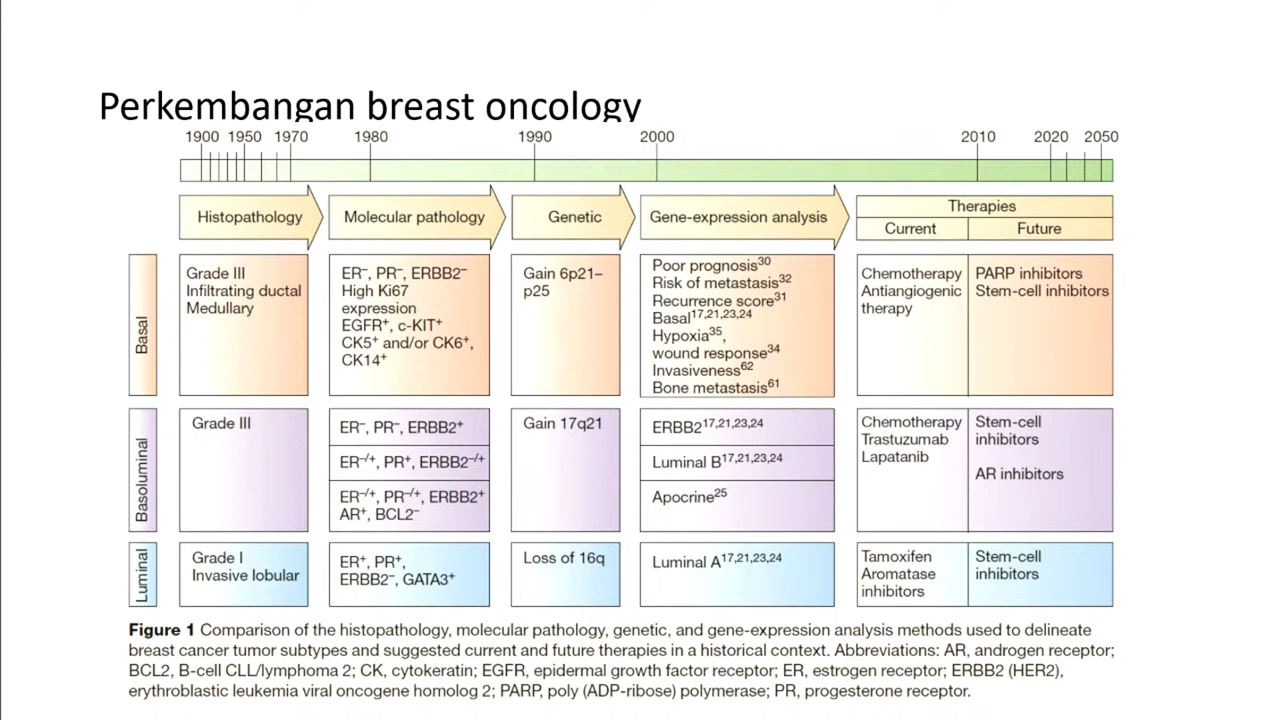 Perkembangan breast oncology
1900 1950 1970 1980 1990 2000 2010 2020 2050
Histopathology
Molecular pathology
Genetic
Gene-expression analysis
Therapies
Current
Future
Basal
Grade III
Infiltrating ductal
Medullary
ER⁻, PR⁻, ERBB2⁻
High Ki67
expression
EGFR⁺, c-KIT⁺
CK5⁺ and/or CK6⁺,
CK14⁺
Gain 6p21–
p25
Poor prognosis³⁰
Risk of metastasis³²
Recurrence score³¹
Basal¹⁷,²¹,²³,²⁴
Hypoxia³⁵,
wound response³⁴
Invasiveness⁶²
Bone metastasis⁶¹
Chemotherapy
Antiangiogenic
therapy
PARP inhibitors
Stem-cell inhibitors
Basoluminal
Grade III
ER⁻, PR⁻, ERBB2⁺
ER⁻/⁺, PR⁺, ERBB2⁻/⁺
ER⁻/⁺, PR⁻/⁺, ERBB2⁺
AR⁺, BCL2⁻
Gain 17q21
ERBB2¹⁷,²¹,²³,²⁴
Luminal B¹⁷,²¹,²³,²⁴
Apocrine²⁵
Chemotherapy
Trastuzumab
Lapatanib
Stem-cell
inhibitors
AR inhibitors
Luminal
Grade I
Invasive lobular
ER⁺, PR⁺,
ERBB2⁻, GATA3⁺
Loss of 16q
Luminal A¹⁷,²¹,²³,²⁴
Tamoxifen
Aromatase
inhibitors
Stem-cell
inhibitors
Figure 1 Comparison of the histopathology, molecular pathology, genetic, and gene-expression analysis methods used to delineate
breast cancer tumor subtypes and suggested current and future therapies in a historical context. Abbreviations: AR, androgen receptor;
BCL2, B-cell CLL/lymphoma 2; CK, cytokeratin; EGFR, epidermal growth factor receptor; ER, estrogen receptor; ERBB2 (HER2),
erythroblastic leukemia viral oncogene homolog 2; PARP, poly (ADP-ribose) polymerase; PR, progesterone receptor.